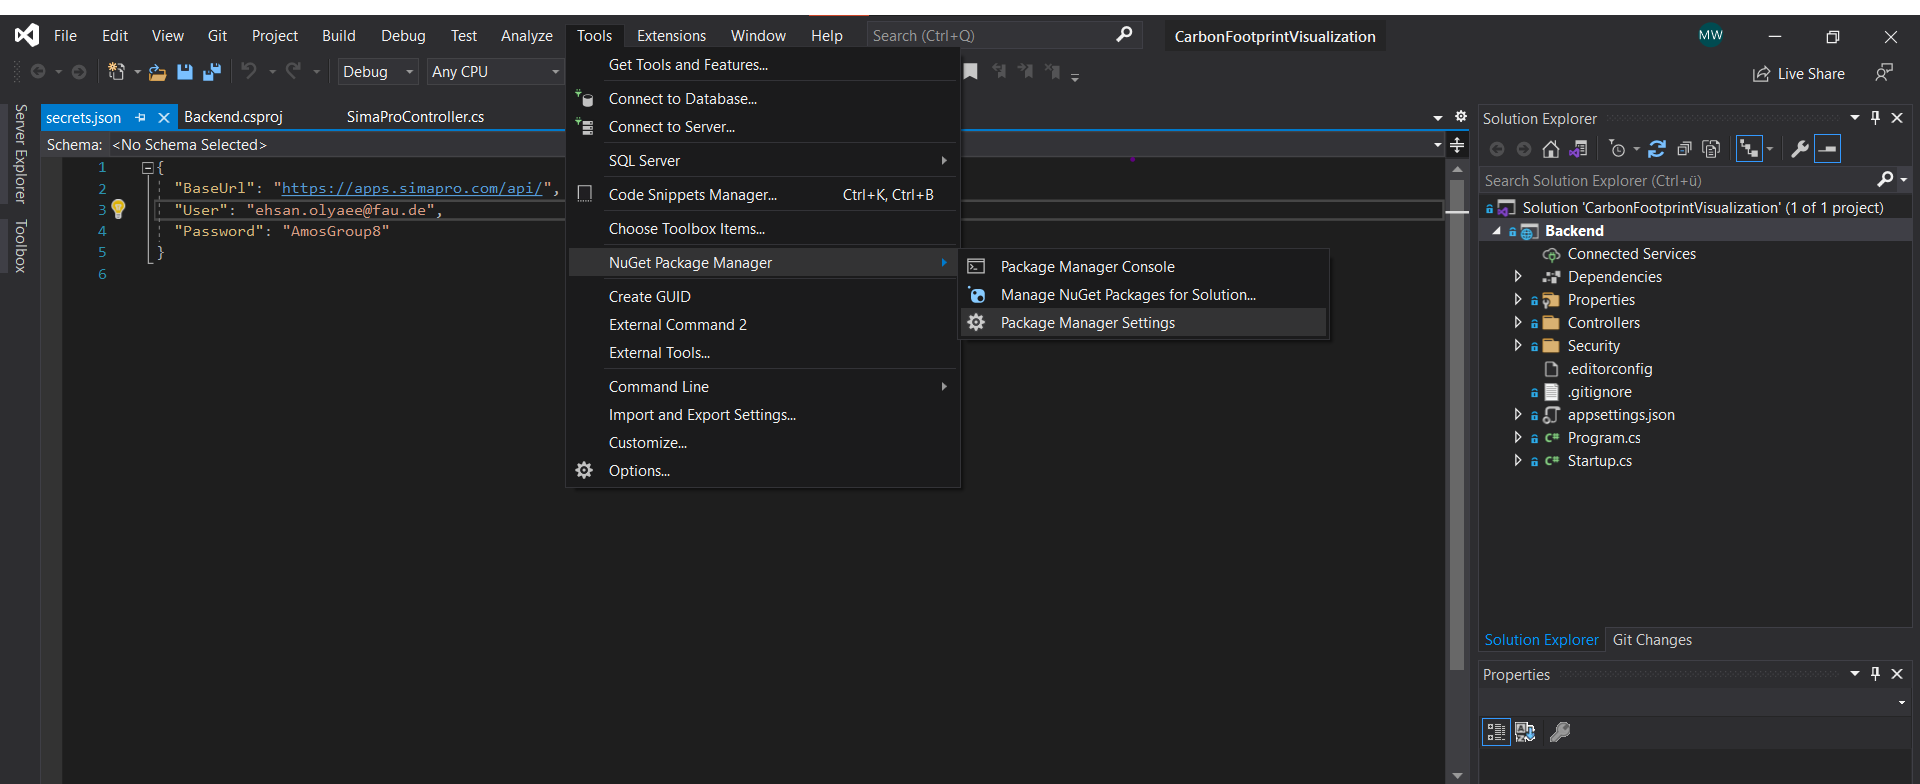 File Edit View Git Project Build Debug Test Analyze Tools Extensions Window Help Search (Ctrl+Q) CarbonFootprintVisualization MW
Debug Any CPU Live Share
Server Explorer
Toolbox
secrets.json Backend.csproj SimaProController.cs
Schema: <No Schema Selected>
1 {
2 "BaseUrl": "https://apps.simapro.com/api/",
3 "User": "ehsan.olyaee@fau.de",
4 "Password": "AmosGroup8"
5 }
6
Get Tools and Features...
Connect to Database...
Connect to Server...
SQL Server
Code Snippets Manager... Ctrl+K, Ctrl+B
Choose Toolbox Items...
NuGet Package Manager
Create GUID
External Command 2
External Tools...
Command Line
Import and Export Settings...
Customize...
Options...
Package Manager Console
Manage NuGet Packages for Solution...
Package Manager Settings
Solution Explorer
Search Solution Explorer (Ctrl+ü)
Solution 'CarbonFootprintVisualization' (1 of 1 project)
Backend
Connected Services
Dependencies
Properties
Controllers
Security
.editorconfig
.gitignore
appsettings.json
C# Program.cs
C# Startup.cs
Solution Explorer Git Changes
Properties